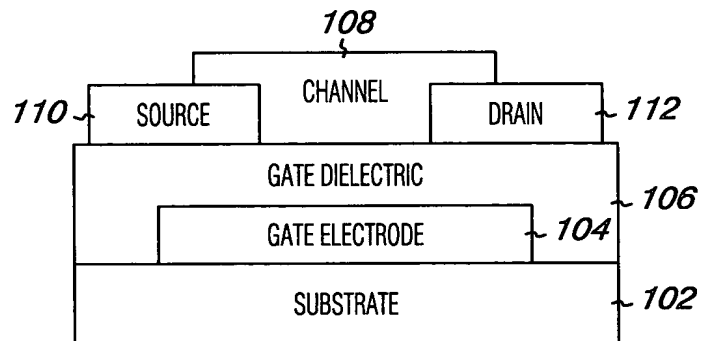 108
CHANNEL
110 SOURCE DRAIN 112
GATE DIELECTRIC
106
GATE ELECTRODE 104
SUBSTRATE 102